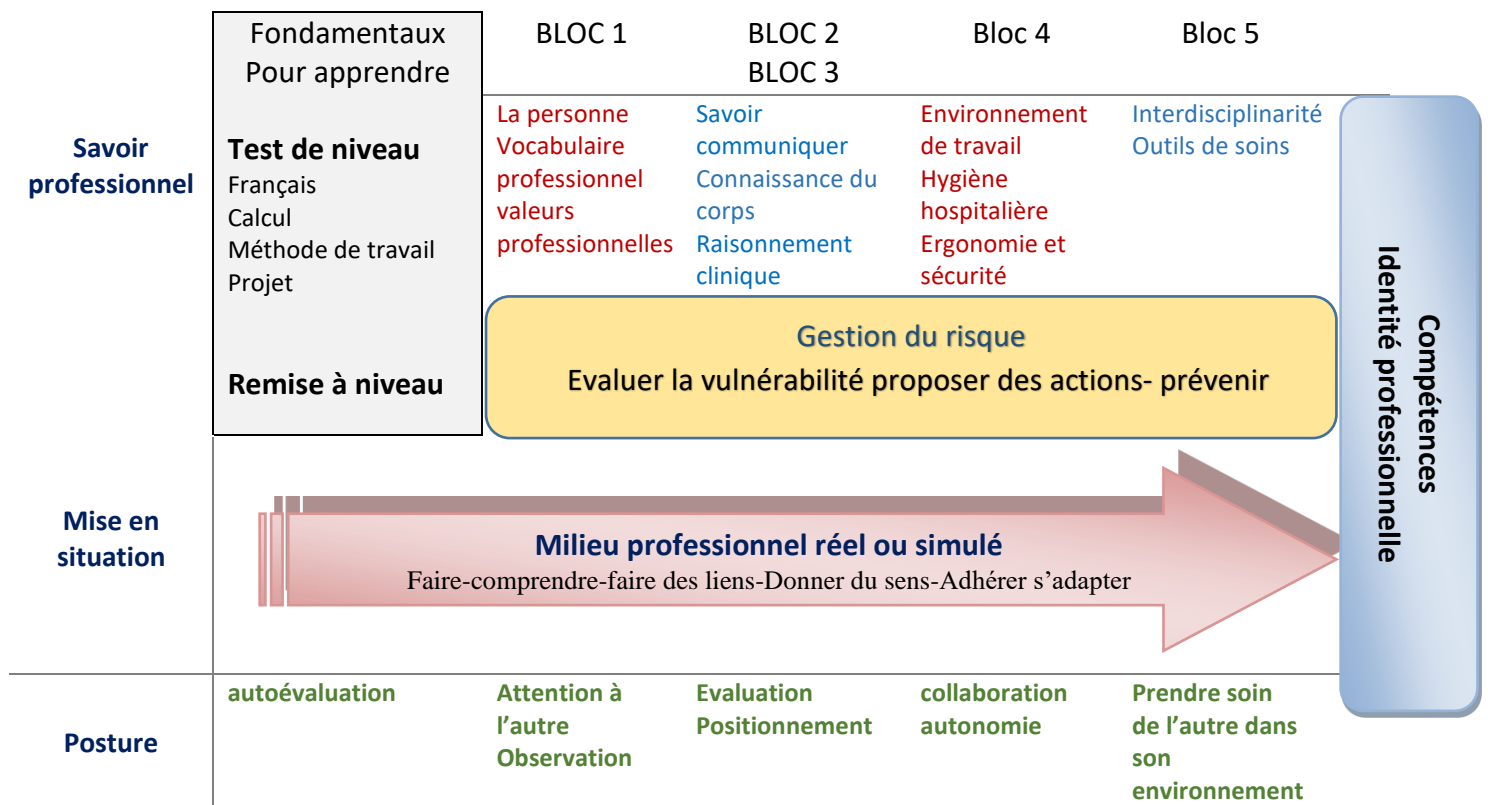 Fondamentaux
Pour apprendre
BLOC 1
BLOC 2
BLOC 3
Bloc 4
Bloc 5
Savoir
professionnel
Test de niveau
Français
Calcul
Méthode de travail
Projet
Remise à niveau
La personne
Vocabulaire
professionnel
valeurs
professionnelles
Savoir
communiquer
Connaissance du
corps
Raisonnement
clinique
Environnement
de travail
Hygiène
hospitalière
Ergonomie et
sécurité
Interdisciplinarité
Outils de soins
Gestion du risque
Evaluer la vulnérabilité proposer des actions- prévenir
Compétences
Identité professionnelle
Mise en
situation
Milieu professionnel réel ou simulé
Faire-comprendre-faire des liens-Donner du sens-Adhérer s’adapter
Posture
autoévaluation
Attention à
l’autre
Observation
Evaluation
Positionnement
collaboration
autonomie
Prendre soin
de l’autre dans
son
environnement